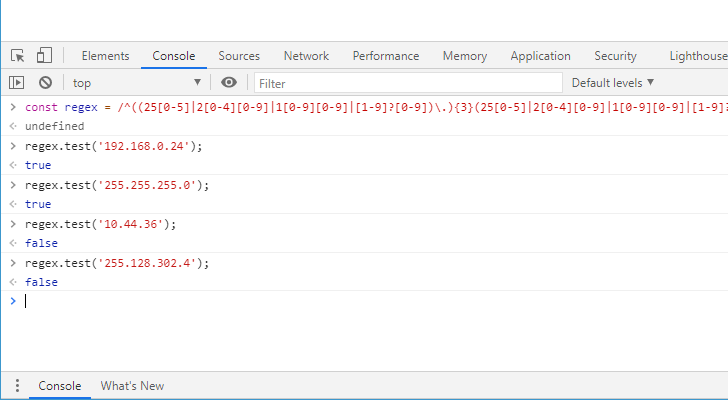 Elements Console Sources Network Performance Memory Application Security Lighthouse
top Filter Default levels
> const regex = /^((25[0-5]|2[0-4][0-9]|1[0-9][0-9]|[1-9]?[0-9])\.){3}(25[0-5]|2[0-4][0-9]|1[0-9][0-9]|[1-9]?
undefined
> regex.test('192.168.0.24');
true
> regex.test('255.255.255.0');
true
> regex.test('10.44.36');
false
> regex.test('255.128.302.4');
false
>
Console What's New